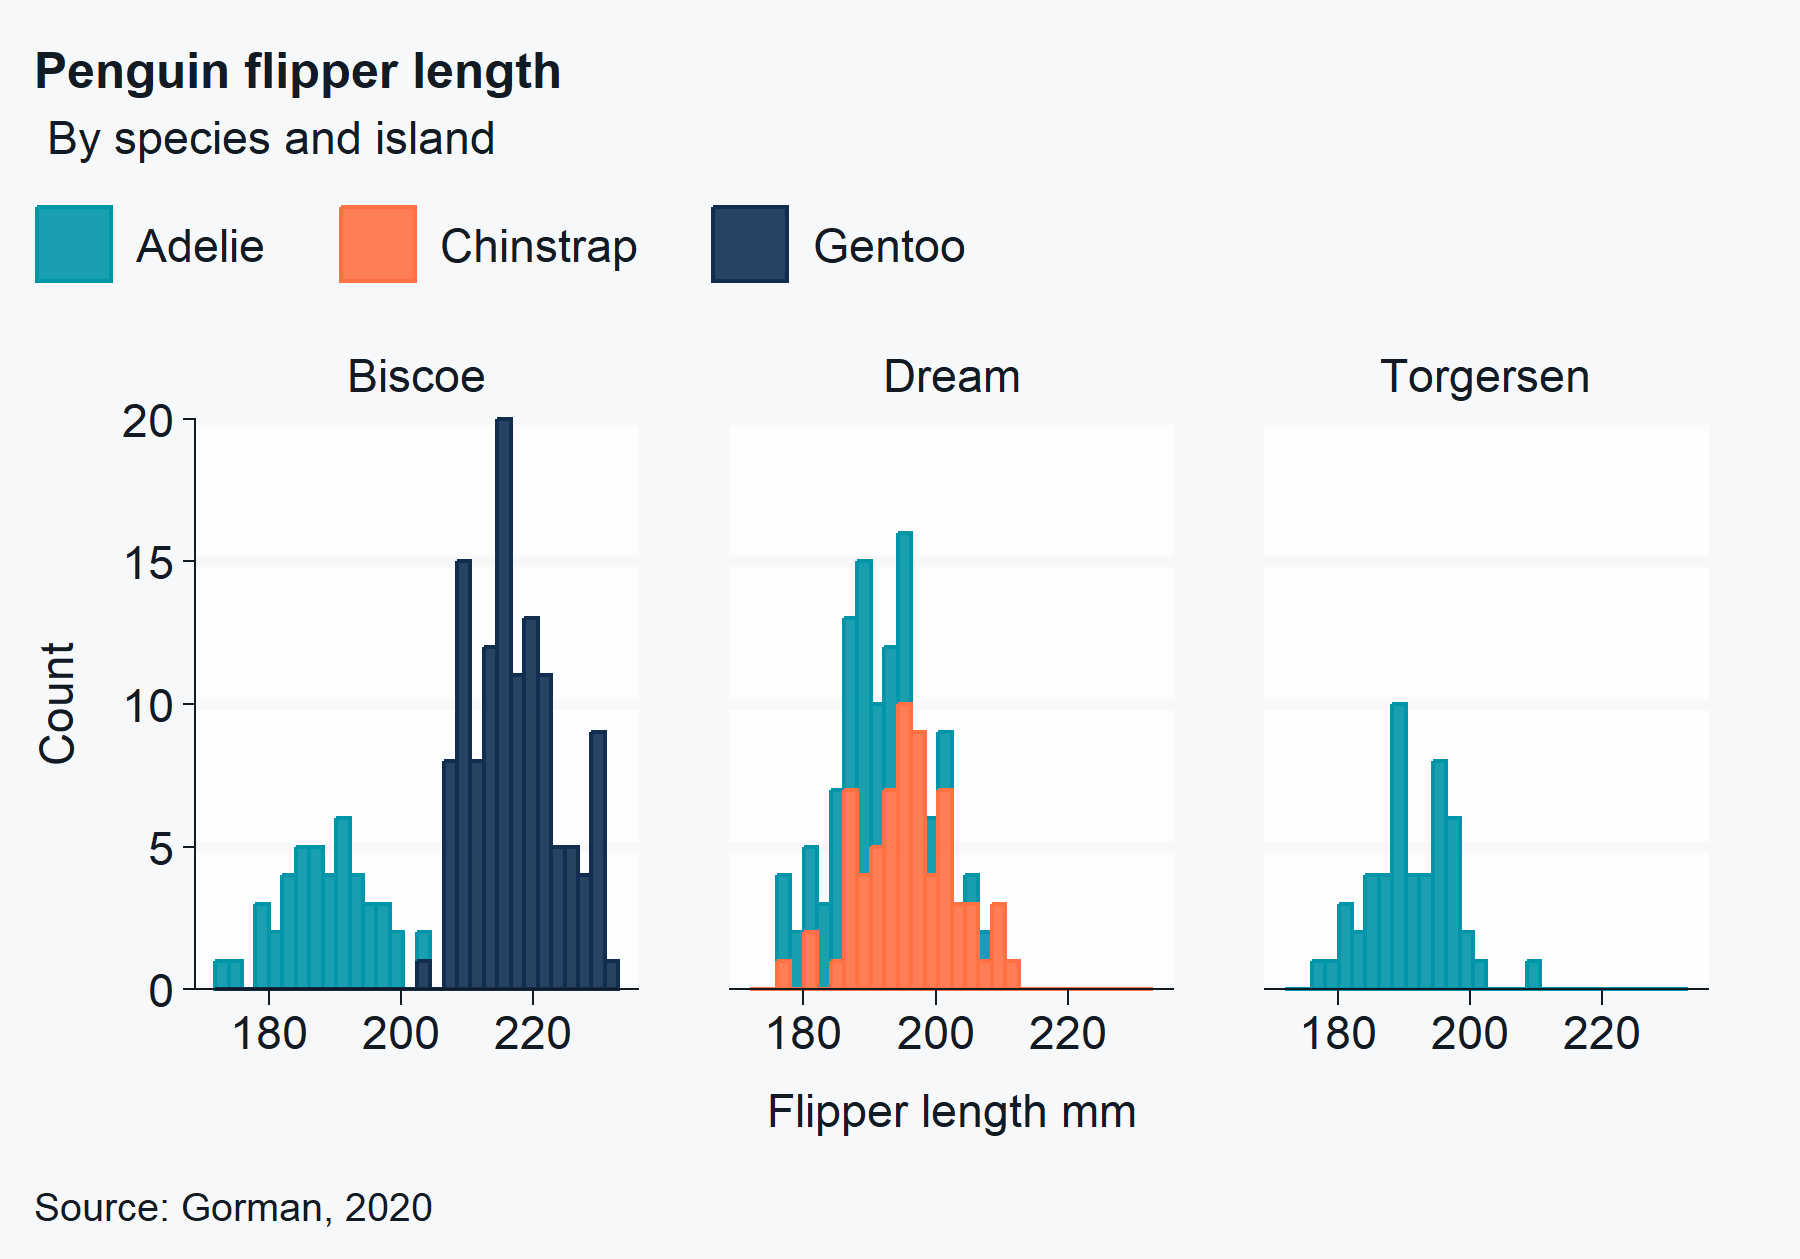 Penguin flipper length
By species and island
Adelie Chinstrap Gentoo
Biscoe Dream Torgersen
20
15
10
5
0
Count
180 200 220 180 200 220 180 200 220
Flipper length mm
Source: Gorman, 2020